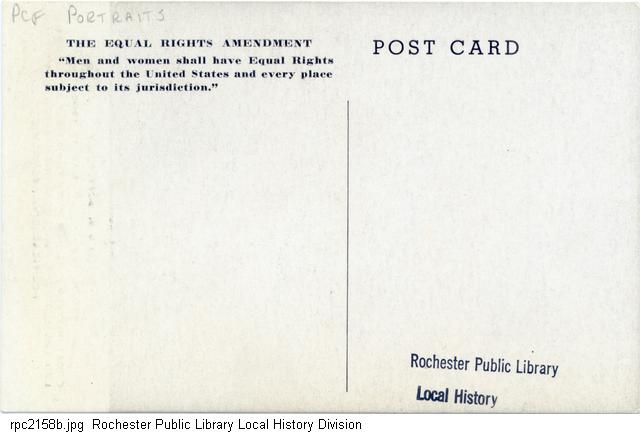 PCF PORTRAITS
THE EQUAL RIGHTS AMENDMENT
“Men and women shall have Equal Rights
throughout the United States and every place
subject to its jurisdiction.”
POST CARD
Rochester Public Library
Local History
rpc2158b.jpg Rochester Public Library Local History Division